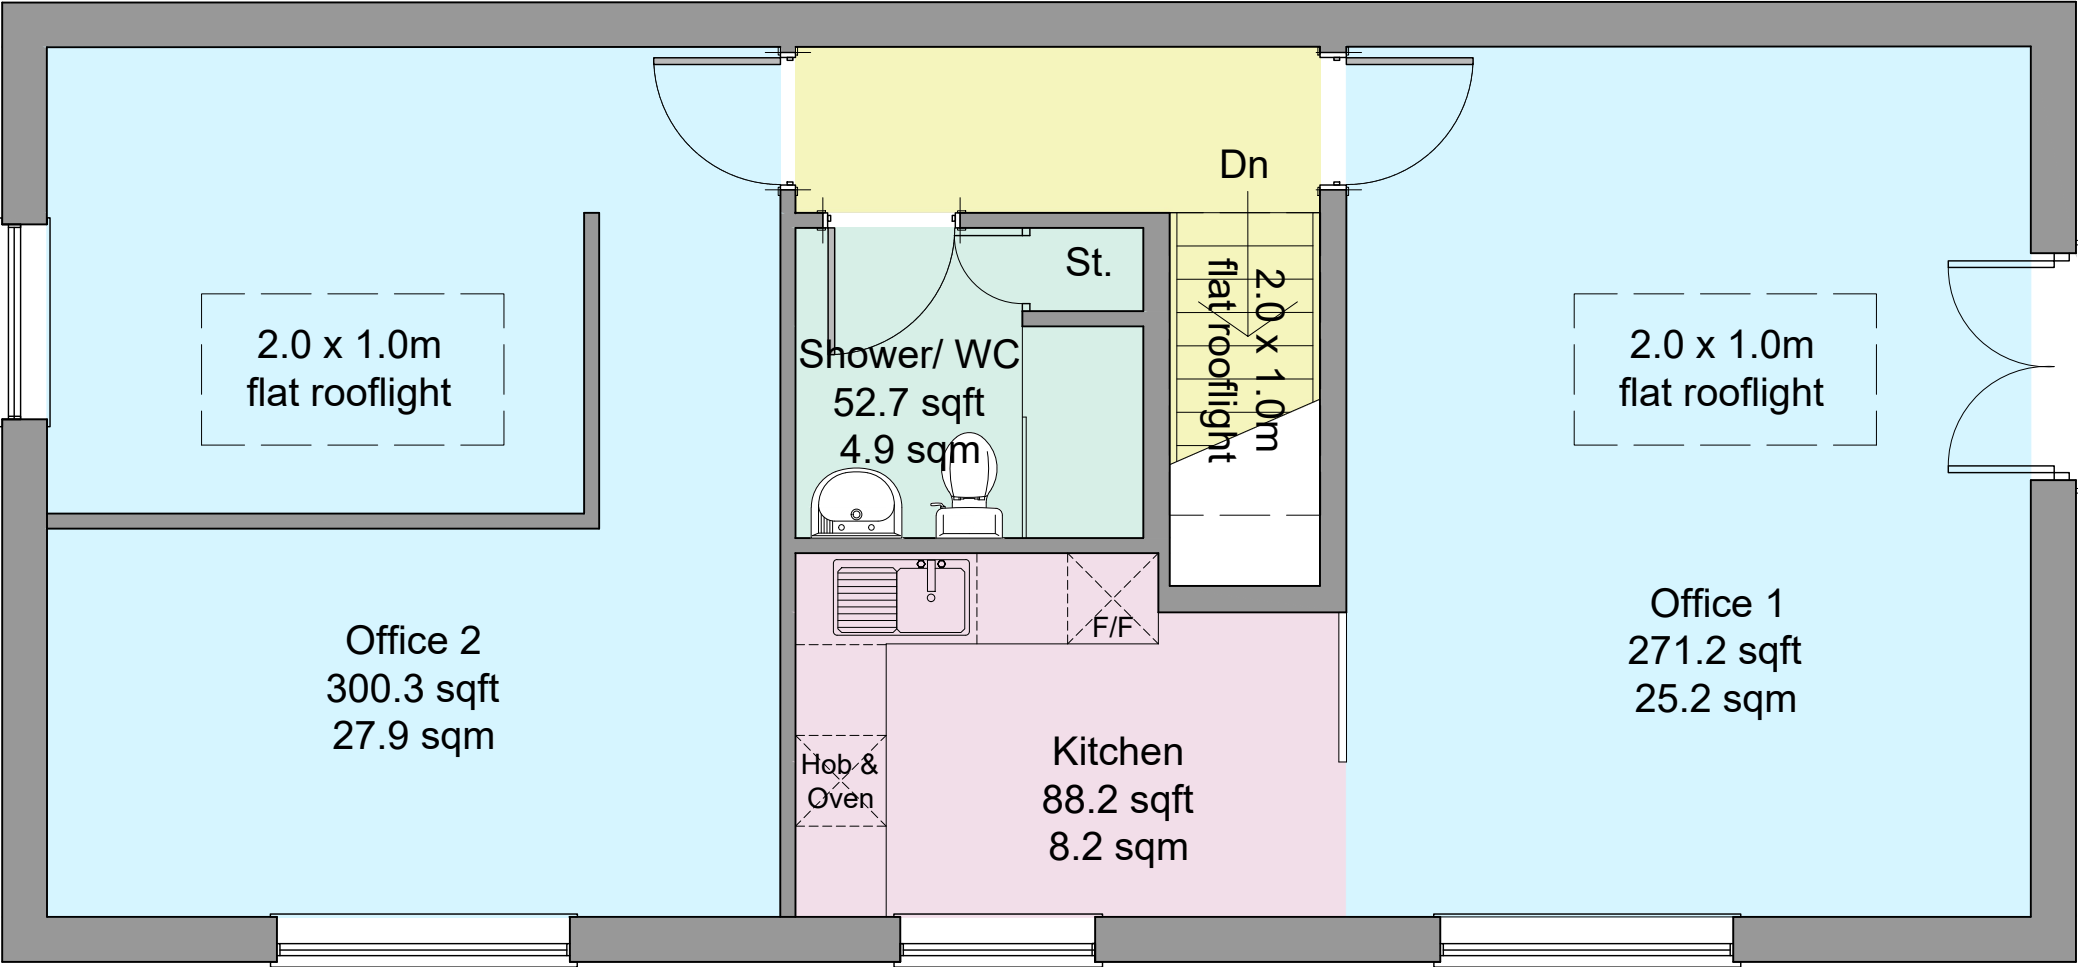 Dn
St.
2.0 x 1.0m
flat rooflight
2.0 x 1.0m
flat rooflight
2.0 x 1.0m
flat rooflight
Shower/ WC
52.7 sqft
4.9 sqm
Office 2
300.3 sqft
27.9 sqm
F/F
Hob &
Oven
Kitchen
88.2 sqft
8.2 sqm
Office 1
271.2 sqft
25.2 sqm